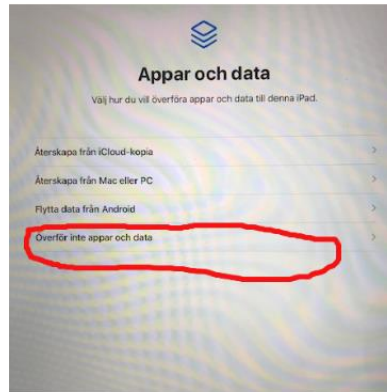 Appar och data
Välj hur du vill överföra appar och data till denna iPad.
Återskapa från iCloud-kopia
Återskapa från Mac eller PC
Flytta data från Android
Överför inte appar och data